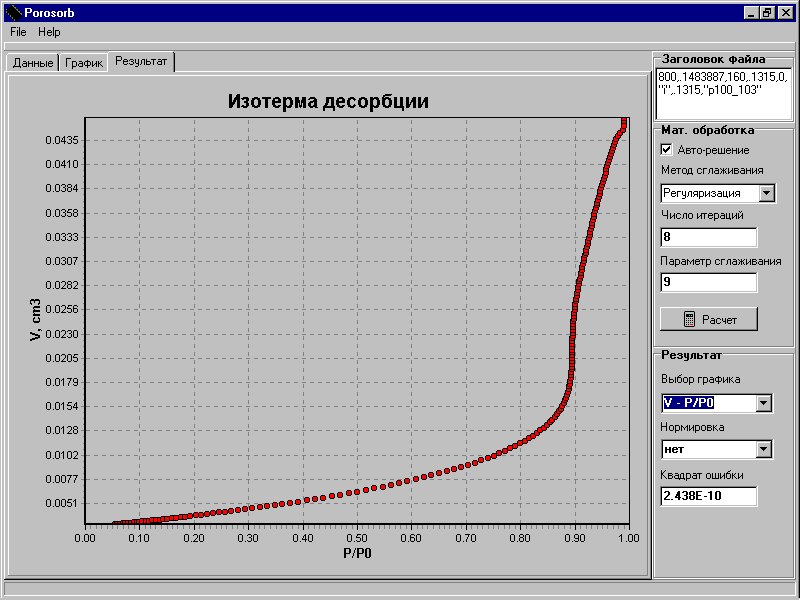 Porosorb
File Help
Данные График Результат
Изотерма десорбции
V, cm3
0.0435
0.0410
0.0384
0.0358
0.0333
0.0307
0.0282
0.0256
0.0230
0.0205
0.0179
0.0154
0.0128
0.0102
0.0077
0.0051
0.00 0.10 0.20 0.30 0.40 0.50 0.60 0.70 0.80 0.90 1.00
P/P0
Заголовок файла
800,.1483887,160,.1315,0,
"i",.1315,"p100_103"
Мат. обработка
Авто-решение
Метод сглаживания
Регуляризация
Число итераций
8
Параметр сглаживания
9
Расчет
Результат
Выбор графика
V - P/P0
Нормировка
нет
Квадрат ошибки
2.438E-10